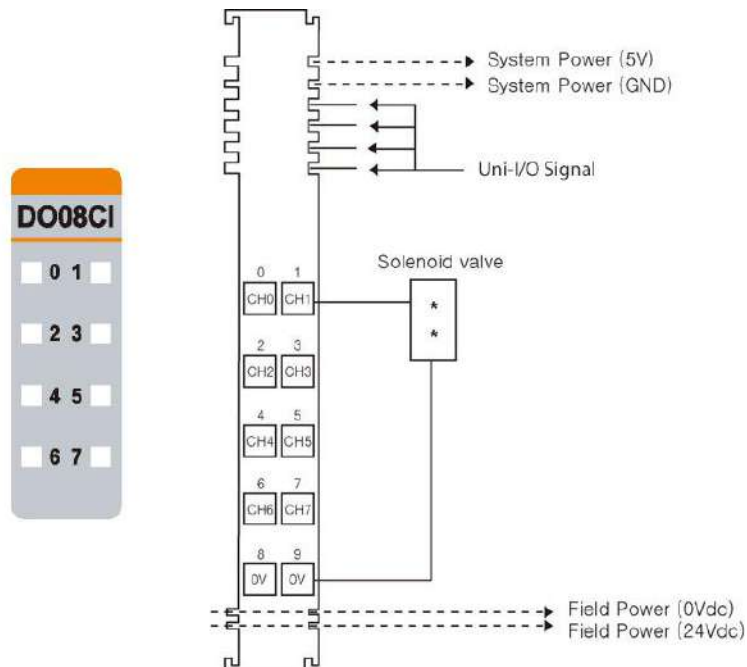 System Power (5V)
System Power (GND)
Uni-I/O Signal
DO08CI
0 1
2 3
4 5
6 7
Solenoid valve
*
*
0 1
CH0 CH1
2 3
CH2 CH3
4 5
CH4 CH5
6 7
CH6 CH7
8 9
0V 0V
Field Power (0Vdc)
Field Power (24Vdc)